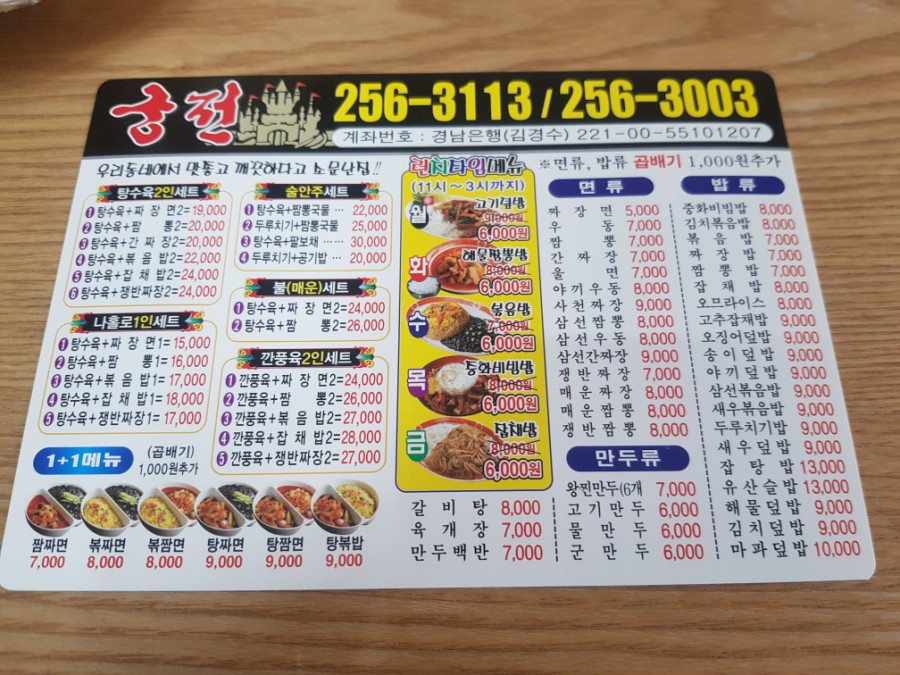 궁전
256-3113 / 256-3003
계좌번호 : 경남은행(김경수) 221-00-55101207
우리동네에서 맛좋고 깨끗하다고 소문난집!!
탕수육2인세트
1 탕수육+짜 장 면2=19,000
2 탕수육+짬 뽕2=20,000
3 탕수육+간 짜 장2=20,000
4 탕수육+볶 음 밥2=22,000
5 탕수육+잡 채 밥2=24,000
6 탕수육+쟁반짜장2=24,000
나홀로1인세트
1 탕수육+짜 장 면1= 15,000
2 탕수육+짬 뽕1= 16,000
3 탕수육+볶 음 밥1= 17,000
4 탕수육+잡 채 밥1= 18,000
5 탕수육+쟁반짜장1= 17,000
1+1메뉴
(곱배기)
1,000원추가
짬짜면 7,000
볶짜면 8,000
볶짬면 8,000
탕짜면 9,000
탕짬면 9,000
탕볶밥 9,000
술안주세트
1 탕수육+짬뽕국물 ··· 22,000
2 두루치기+짬뽕국물 25,000
3 탕수육+팔보채 ······ 30,000
4 두루치기+공기밥 ··· 20,000
불(매운)세트
1 탕수육+짜 장 면2=24,000
2 탕수육+짬 뽕2=26,000
깐풍육2인세트
1 깐풍육+짜 장 면2=24,000
2 깐풍육+짬 뽕2=26,000
3 깐풍육+볶 음 밥2=27,000
4 깐풍육+잡 채 밥2=28,000
5 깐풍육+쟁반짜장2=27,000
런치타임메뉴
(11시～3시까지)
월 고기덮밥
9,000원
6,000원
화 해물짬뽕밥
8,000원
6,000원
수 볶음밥
7,000원
6,000원
목 중화비빔밥
8,000원
6,000원
금 잡채밥
8,000원
6,000원
갈 비 탕 8,000
육 개 장 7,000
만두백반 7,000
※면류, 밥류 곱배기 1,000원추가
면 류
짜 장 면 5,000
우 동 7,000
짬 뽕 7,000
간 짜 장 7,000
울 면 7,000
야끼우동 8,000
사천짜장 9,000
삼선짬뽕 8,000
삼선우동 8,000
삼선간짜장 9,000
쟁반짜장 7,000
매운짜장 8,000
매운짬뽕 8,000
쟁반짬뽕 8,000
만두류
왕찐만두(6개 7,000
고기만두 6,000
물 만 두 6,000
군 만 두 6,000
밥 류
중화비빔밥 8,000
김치볶음밥 8,000
볶 음 밥 7,000
짜 장 밥 7,000
짬 뽕 밥 7,000
잡 채 밥 8,000
오므라이스 8,000
고추잡채밥 9,000
오징어덮밥 9,000
송이덮밥 9,000
야끼덮밥 9,000
삼선볶음밥 9,000
새우볶음밥 9,000
두루치기밥 9,000
새우덮밥 9,000
잡 탕 밥 13,000
유산슬밥 13,000
해물덮밥 9,000
김치덮밥 9,000
마파덮밥 10,000